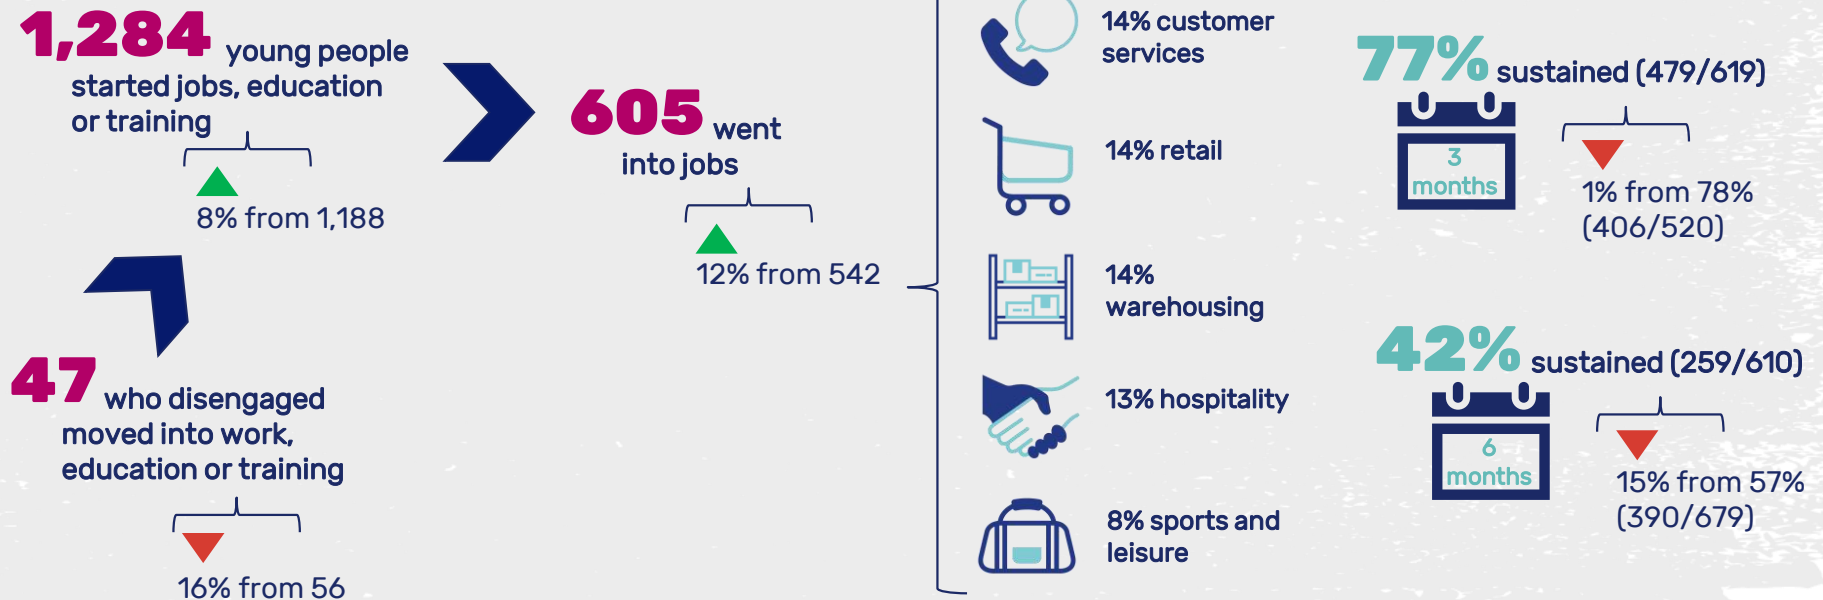 1,284 young people
started jobs, education
or training
8% from 1,188
47 who disengaged
moved into work,
education or training
16% from 56
605 went
into jobs
12% from 542
14% customer
services
14% retail
14%
warehousing
13% hospitality
8% sports and
leisure
77% sustained (479/619)
3
months
1% from 78%
(406/520)
42% sustained (259/610)
6
months
15% from 57%
(390/679)